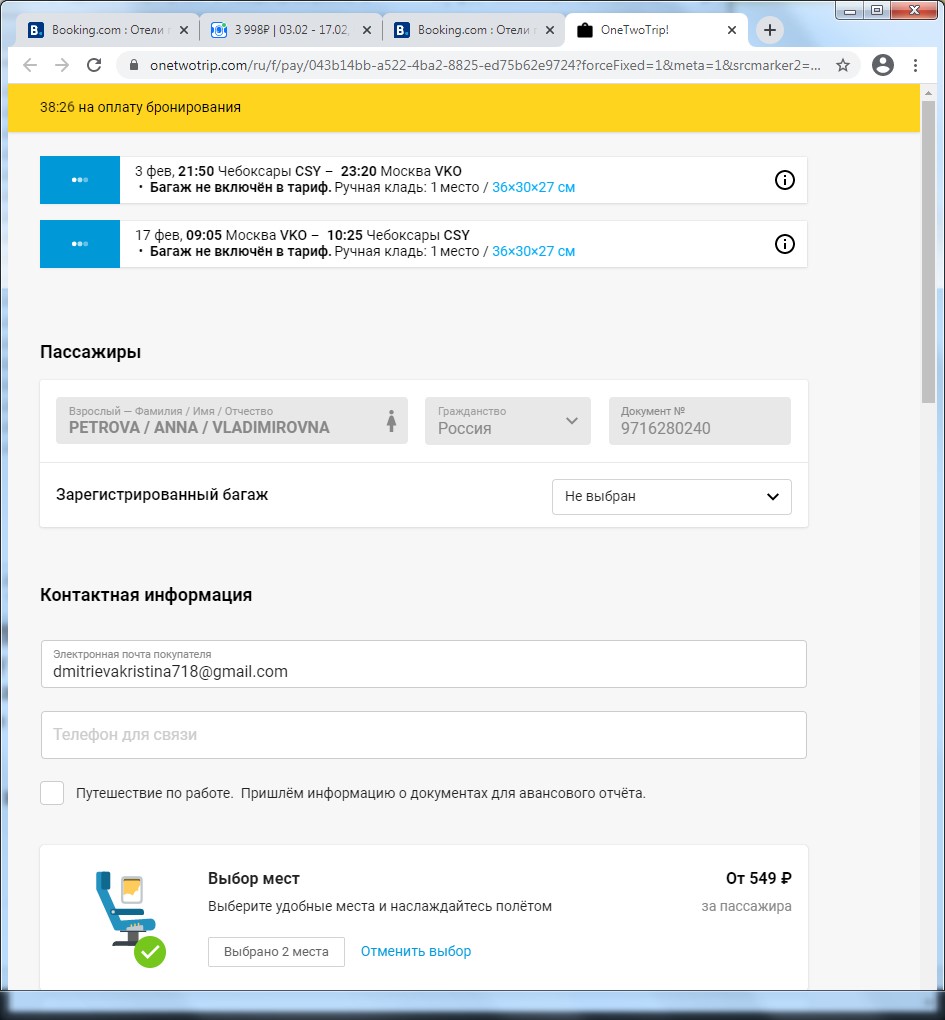 Booking.com : Отели
3 998₽ | 03.02 - 17.02,
Booking.com : Отели
OneTwoTrip!
onetwotrip.com/ru/f/pay/043b14bb-a522-4ba2-8825-ed75b62e9724?forceFixed=1&meta=1&srcmarker2=...
38:26 на оплату бронирования
3 фев, 21:50 Чебоксары CSY – 23:20 Москва VKO
• Багаж не включён в тариф. Ручная кладь: 1 место / 36×30×27 см
17 фев, 09:05 Москва VKO – 10:25 Чебоксары CSY
• Багаж не включён в тариф. Ручная кладь: 1 место / 36×30×27 см
Пассажиры
Взрослый — Фамилия / Имя / Отчество
PETROVA / ANNA / VLADIMIROVNA
Гражданство
Россия
Документ №
9716280240
Зарегистрированный багаж
Не выбран
Контактная информация
Электронная почта покупателя
dmitrievakristina718@gmail.com
Телефон для связи
Путешествие по работе. Пришлём информацию о документах для авансового отчёта.
Выбор мест
От 549 ₽
Выберите удобные места и наслаждайтесь полётом
за пассажира
Выбрано 2 места
Отменить выбор